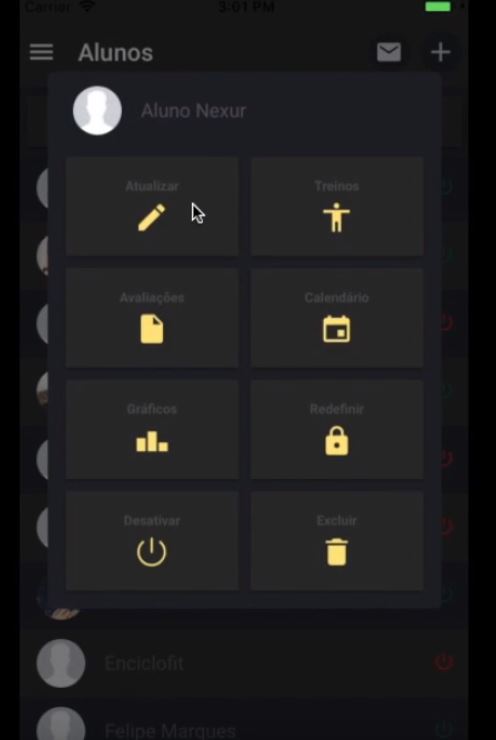 Carrier
3:01 PM
Alunos
Aluno Nexur
Atualizar
Treinos
Avaliações
Calendário
Gráficos
Redefinir
Desativar
Excluir
Enciclofit
Felipe Marques